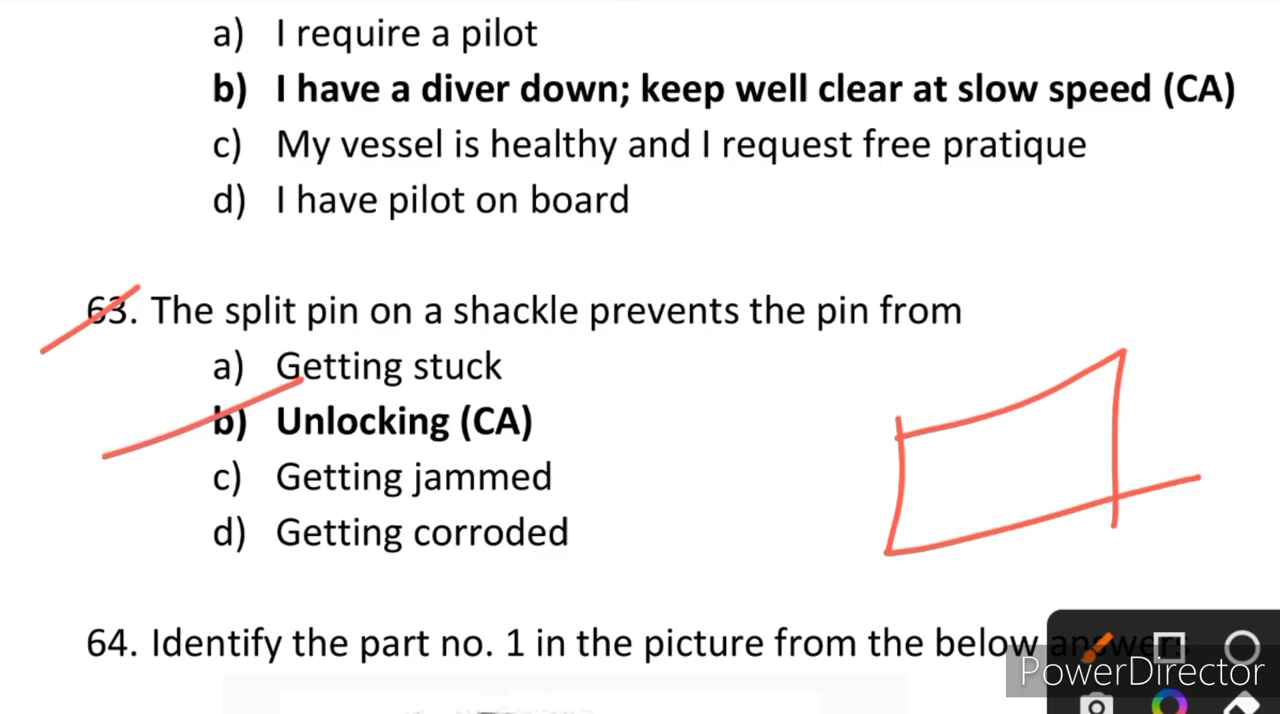 a) I require a pilot
b) I have a diver down; keep well clear at slow speed (CA)
c) My vessel is healthy and I request free pratique
d) I have pilot on board
63. The split pin on a shackle prevents the pin from
a) Getting stuck
b) Unlocking (CA)
c) Getting jammed
d) Getting corroded
64. Identify the part no. 1 in the picture from the below answers
PowerDirector